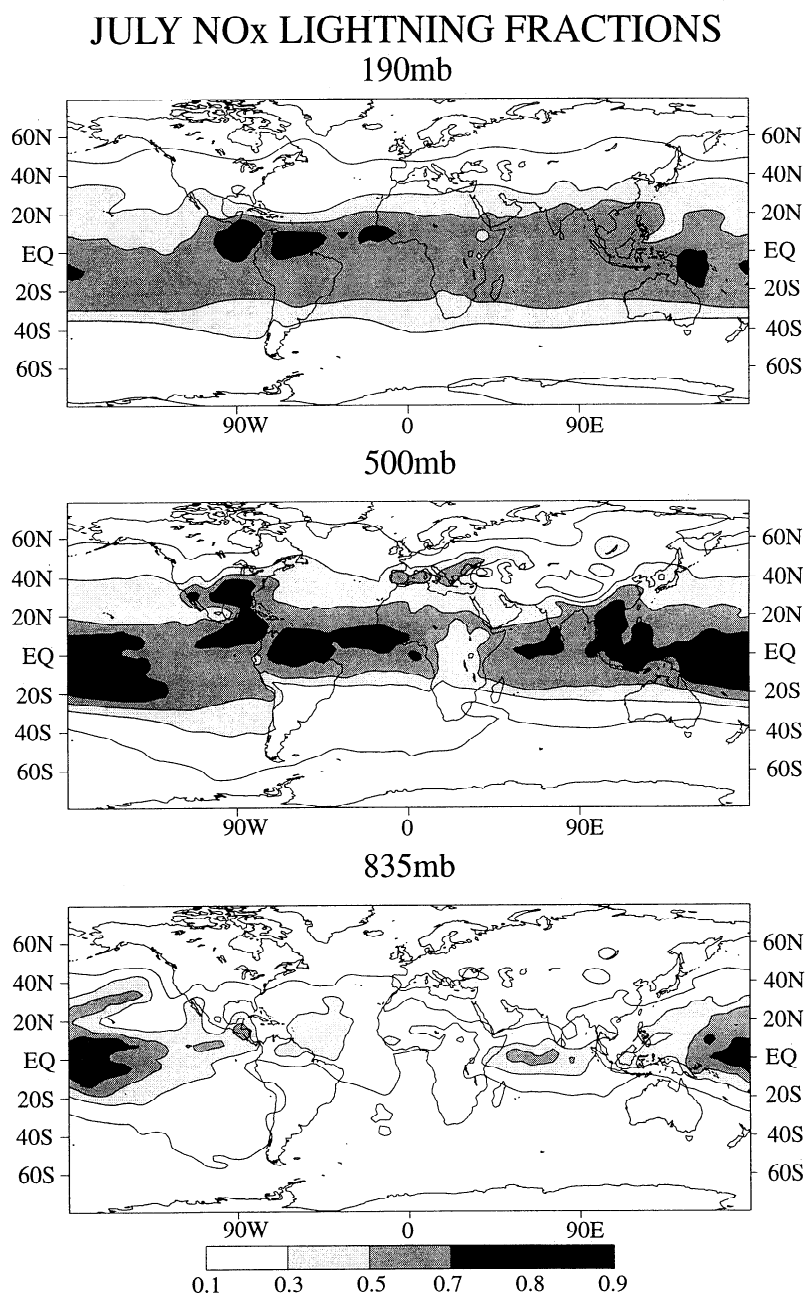 JULY NOx LIGHTNING FRACTIONS
190mb
60N 60N
40N 40N
20N 20N
EQ EQ
20S 20S
40S 40S
60S 60S
90W 0 90E
500mb
60N 60N
40N 40N
20N 20N
EQ EQ
20S 20S
40S 40S
60S 60S
90W 0 90E
835mb
60N 60N
40N 40N
20N 20N
EQ EQ
20S 20S
40S 40S
60S 60S
90W 0 90E
0.1 0.3 0.5 0.7 0.8 0.9